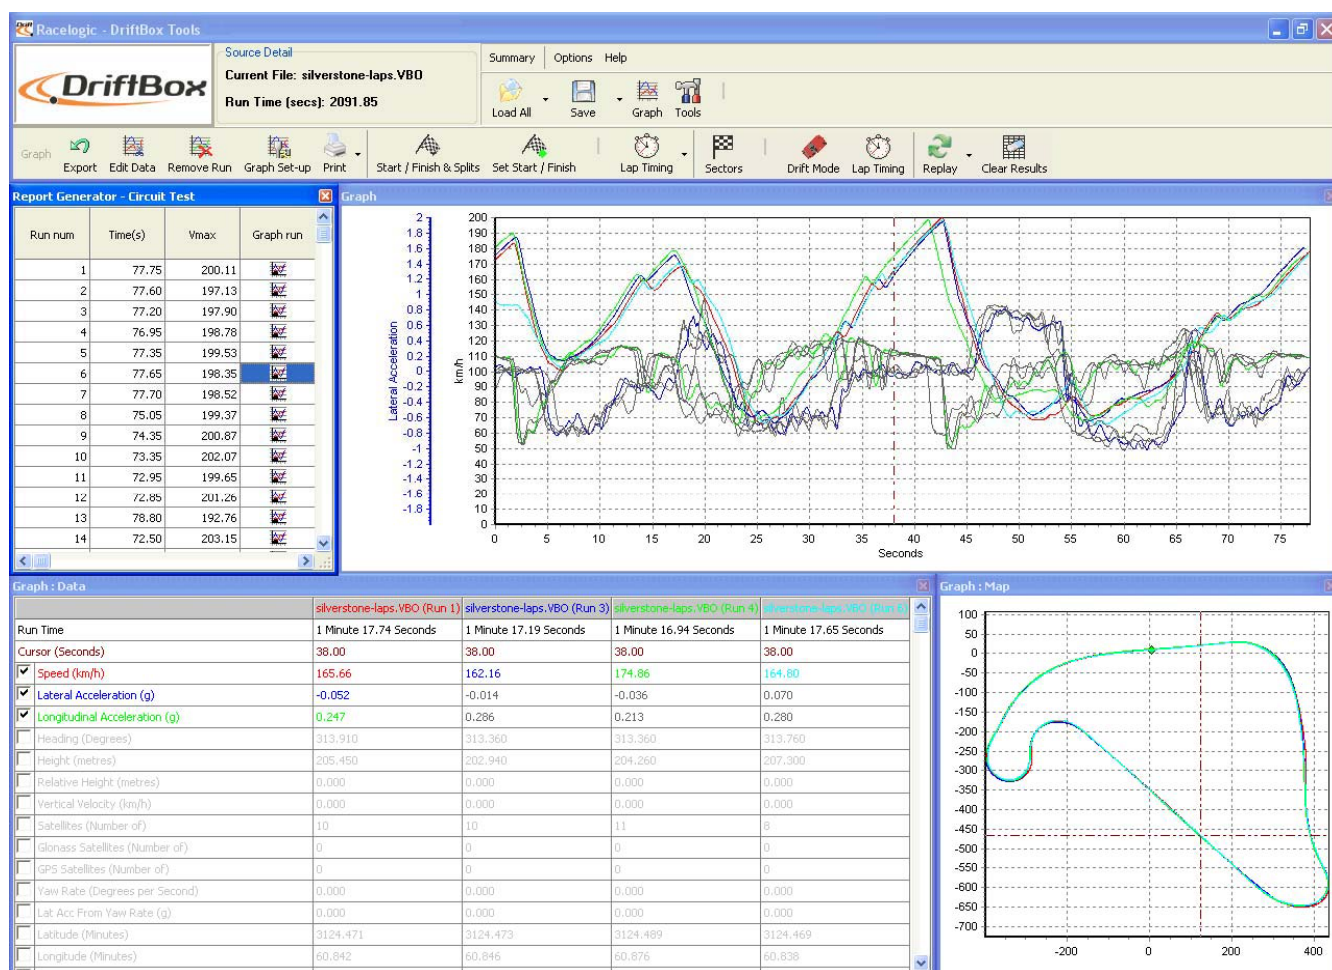 Racelogic - DriftBox Tools
DriftBox
Source Detail
Current File: silverstone-laps.VBO
Run Time (secs): 2091.85
Summary Options Help
Load All Save Graph Tools
Graph Export Edit Data Remove Run Graph Set-up Print Start / Finish & Splits Set Start / Finish Lap Timing Sectors Drift Mode Lap Timing Replay Clear Results
Report Generator - Circuit Test
Run num Time(s) Vmax Graph run
1 77.75 200.11
2 77.60 197.13
3 77.20 197.90
4 76.95 198.78
5 77.35 199.53
6 77.65 198.35
7 77.70 198.52
8 75.05 199.37
9 74.35 200.87
10 73.35 202.07
11 72.95 199.65
12 72.85 201.26
13 78.80 192.76
14 72.50 203.15
Graph
Lateral Acceleration
2
1.8
1.6
1.4
1.2
1
0.8
0.6
0.4
0.2
0
-0.2
-0.4
-0.6
-0.8
-1
-1.2
-1.4
-1.6
-1.8
km/h
200
190
180
170
160
150
140
130
120
110
100
90
80
70
60
50
40
30
20
10
0
0 5 10 15 20 25 30 35 40 45 50 55 60 65 70 75
Seconds
Graph : Data
silverstone-laps.VBO (Run 1) silverstone-laps.VBO (Run 3) silverstone-laps.VBO (Run 4) silverstone-laps.VBO (Run 6)
Run Time 1 Minute 17.74 Seconds 1 Minute 17.19 Seconds 1 Minute 16.94 Seconds 1 Minute 17.65 Seconds
Cursor (Seconds) 38.00 38.00 38.00 38.00
Speed (km/h) 165.66 162.16 174.86 164.80
Lateral Acceleration (g) -0.052 -0.014 -0.036 0.070
Longitudinal Acceleration (g) 0.247 0.286 0.213 0.280
Heading (Degrees) 313.910 313.360 313.360 313.760
Height (metres) 205.450 202.940 204.260 207.300
Relative Height (metres) 0.000 0.000 0.000 0.000
Vertical Velocity (km/h) 0.000 0.000 0.000 0.000
Satellites (Number of) 10 10 11 8
Glonass Satellites (Number of) 0 0 0 0
GPS Satellites (Number of) 0 0 0 0
Yaw Rate (Degrees per Second) 0.000 0.000 0.000 0.000
Lat Acc From Yaw Rate (g) 0.000 0.000 0.000 0.000
Latitude (Minutes) 3124.471 3124.473 3124.489 3124.469
Longitude (Minutes) 60.842 60.846 60.876 60.838
Graph : Map
100
50
0
-50
-100
-150
-200
-250
-300
-350
-400
-450
-500
-550
-600
-650
-700
-200 0 200 400